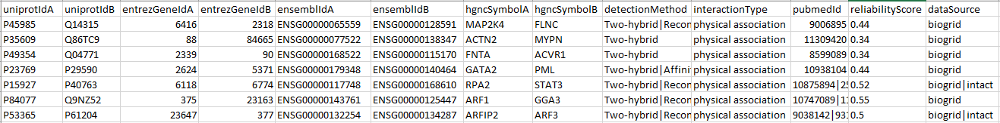 uniprotIdA uniprotIdB entrezGeneIdA entrezGeneIdB ensemblIdA ensemblIdB hgncSymbolA hgncSymbolB detectionMethod interactionType pubmedId reliabilityScore dataSource
P45985 Q14315 6416 2318 ENSG00000065559 ENSG00000128591 MAP2K4 FLNC Two-hybrid|Recon physical association 9006895 0.44 biogrid
P35609 Q86TC9 88 84665 ENSG00000077522 ENSG00000138347 ACTN2 MYPN Two-hybrid physical association 11309420 0.34 biogrid
P49354 Q04771 2339 90 ENSG00000168522 ENSG00000115170 FNTA ACVR1 Two-hybrid physical association 8599089 0.34 biogrid
P23769 P29590 2624 5371 ENSG00000179348 ENSG00000140464 GATA2 PML Two-hybrid|Affini physical association 10938104 0.44 biogrid
P15927 P40763 6118 6774 ENSG00000117748 ENSG00000168610 RPA2 STAT3 Two-hybrid|Recon physical association 10875894|25 0.52 biogrid|intact
P84077 Q9NZ52 375 23163 ENSG00000143761 ENSG00000125447 ARF1 GGA3 Two-hybrid|Recon physical association 10747089|11 0.55 biogrid
P53365 P61204 23647 377 ENSG00000132254 ENSG00000134287 ARFIP2 ARF3 Two-hybrid|Recon physical association 9038142|931 0.5 biogrid|intact